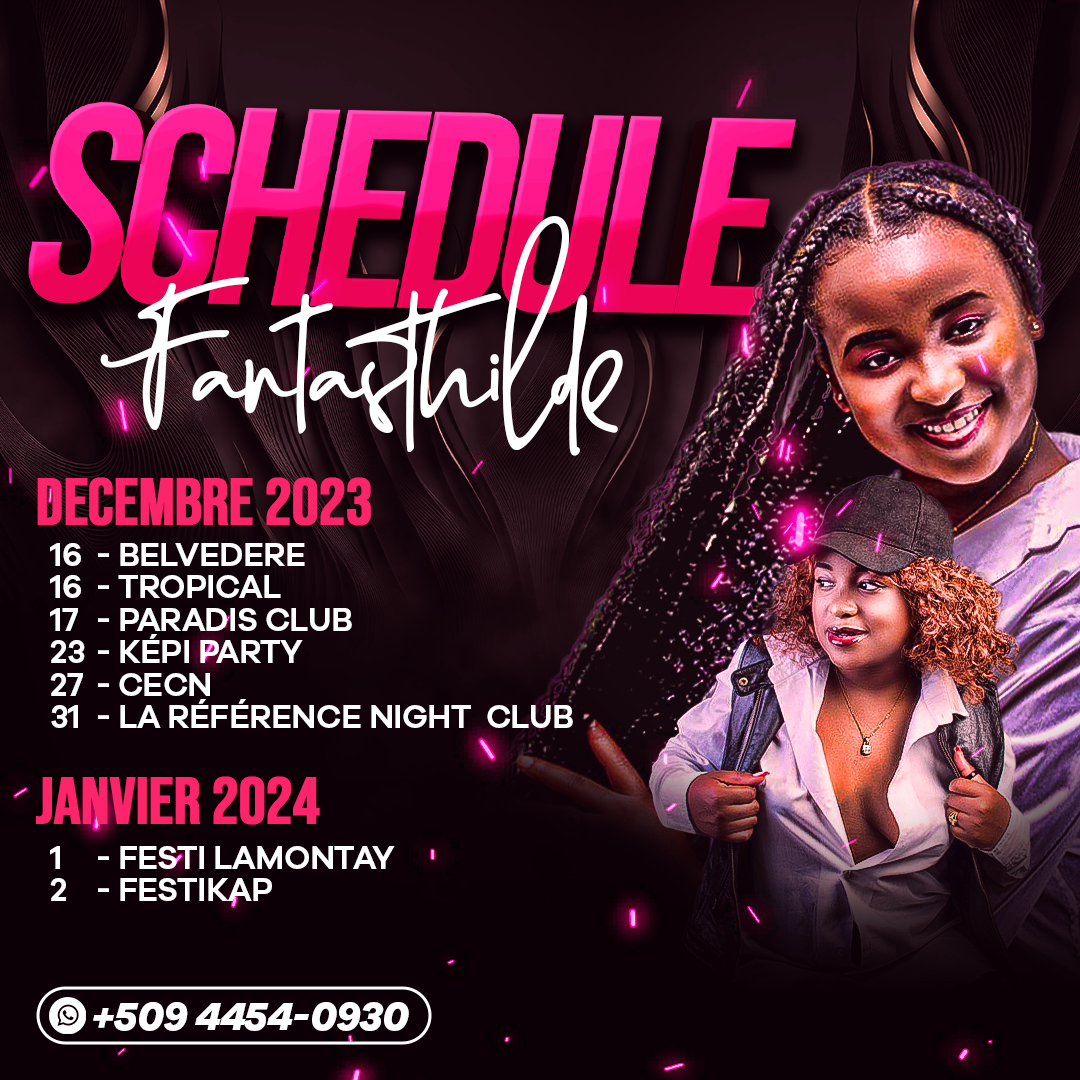 SCHEDULE
Fantasthilde
DECEMBRE 2023
16 - BELVEDERE
16 - TROPICAL
17 - PARADIS CLUB
23 - KÉPI PARTY
27 - CECN
31 - LA RÉFÉRENCE NIGHT CLUB
JANVIER 2024
1 - FESTI LAMONTAY
2 - FESTIKAP
+509 4454-0930